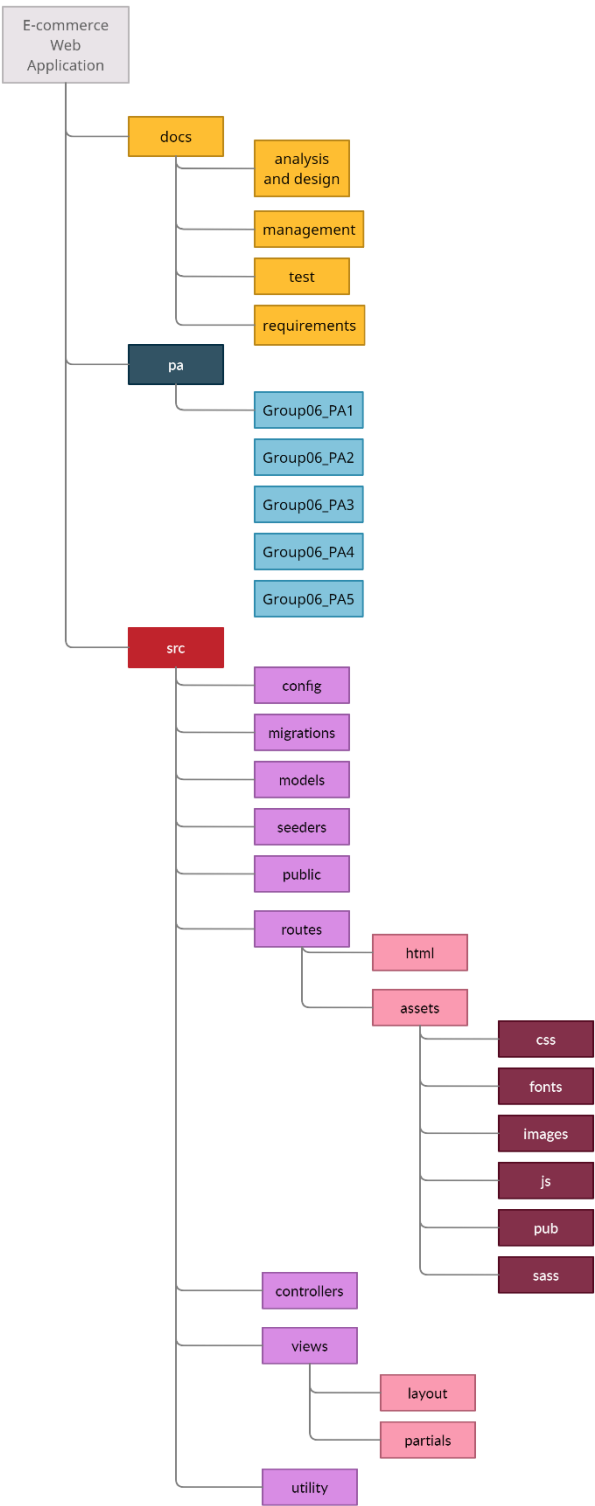 E-commerce
Web
Application
docs
analysis
and design
management
test
requirements
pa
Group06_PA1
Group06_PA2
Group06_PA3
Group06_PA4
Group06_PA5
src
config
migrations
models
seeders
public
routes
html
assets
css
fonts
images
js
pub
sass
controllers
views
layout
partials
utility